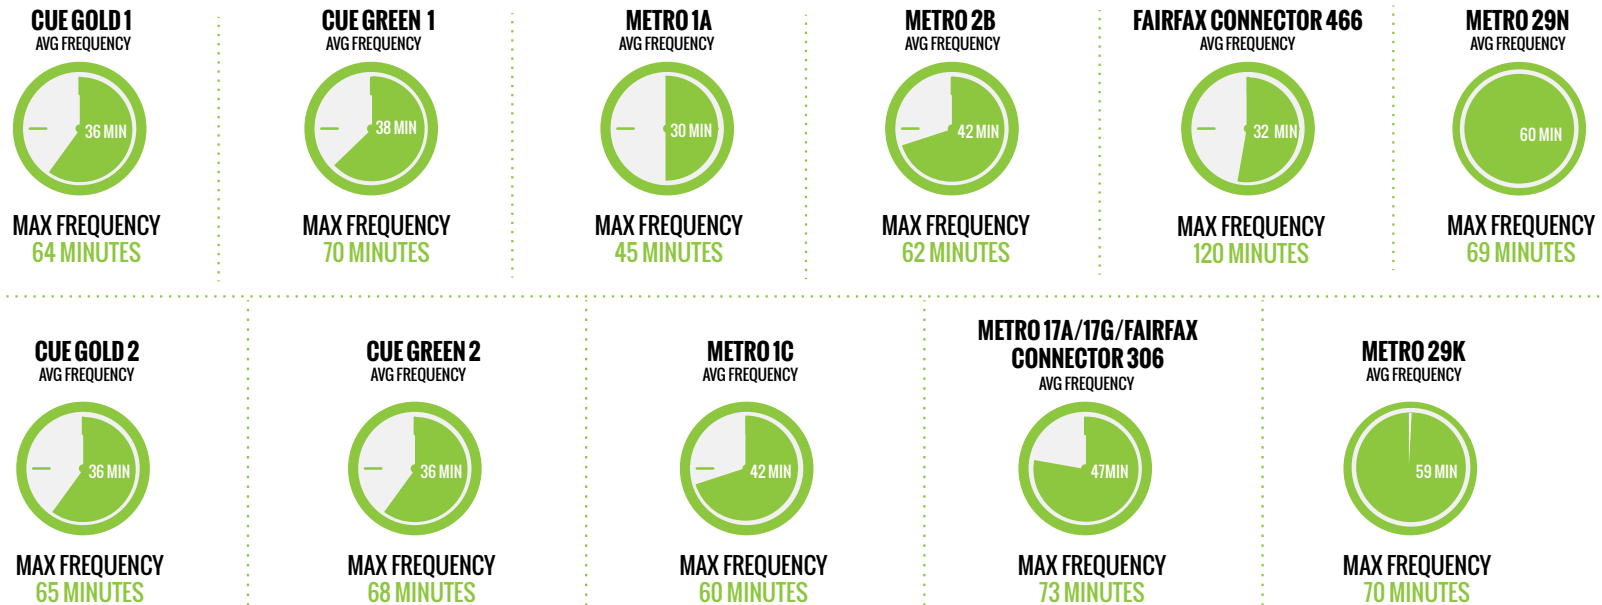 CUE GOLD 1
AVG FREQUENCY
36 MIN
MAX FREQUENCY
64 MINUTES
CUE GREEN 1
AVG FREQUENCY
38 MIN
MAX FREQUENCY
70 MINUTES
METRO 1A
AVG FREQUENCY
30 MIN
MAX FREQUENCY
45 MINUTES
METRO 2B
AVG FREQUENCY
42 MIN
MAX FREQUENCY
62 MINUTES
FAIRFAX CONNECTOR 466
AVG FREQUENCY
32 MIN
MAX FREQUENCY
120 MINUTES
METRO 29N
AVG FREQUENCY
60 MIN
MAX FREQUENCY
69 MINUTES
CUE GOLD 2
AVG FREQUENCY
36 MIN
MAX FREQUENCY
65 MINUTES
CUE GREEN 2
AVG FREQUENCY
36 MIN
MAX FREQUENCY
68 MINUTES
METRO 1C
AVG FREQUENCY
42 MIN
MAX FREQUENCY
60 MINUTES
METRO 17A/17G/FAIRFAX
CONNECTOR 306
AVG FREQUENCY
47MIN
MAX FREQUENCY
73 MINUTES
METRO 29K
AVG FREQUENCY
59 MIN
MAX FREQUENCY
70 MINUTES